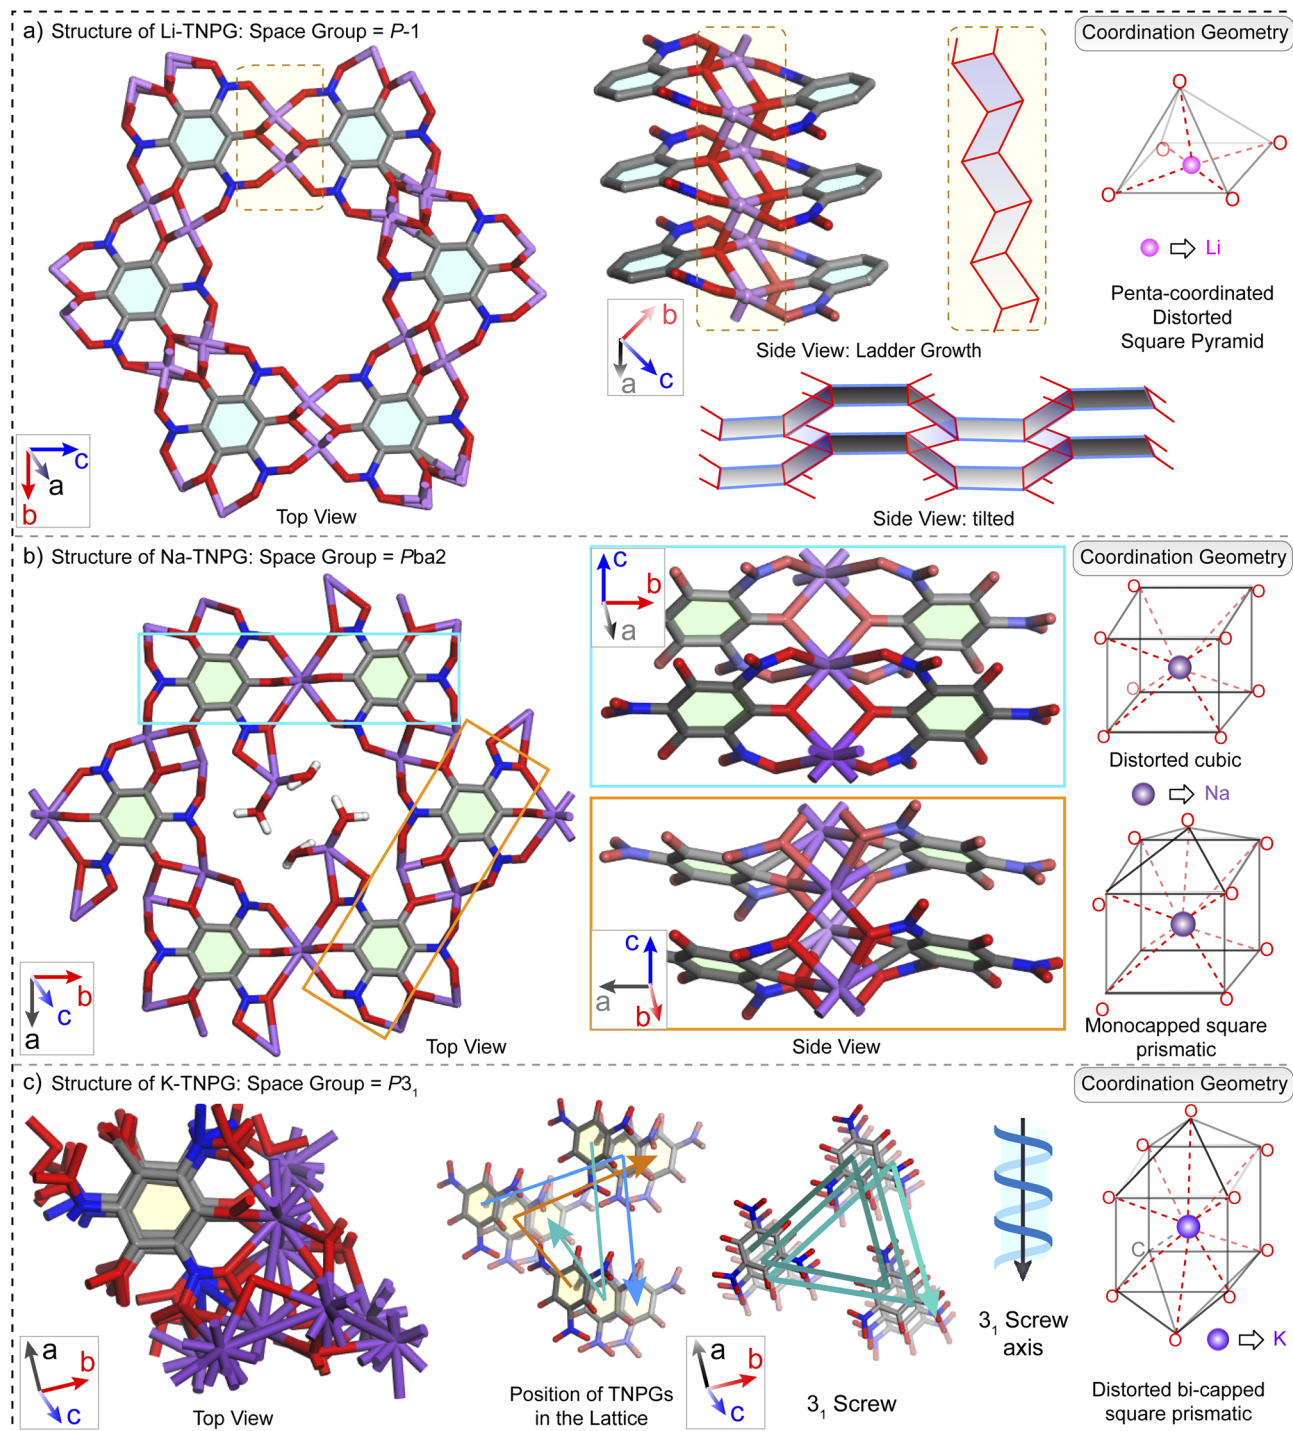 a) Structure of Li-TNPG: Space Group = P-1
Coordination Geometry
O
O
O
O
O
Li
Penta-coordinated
Distorted
Square Pyramid
b
a
c
Side View: Ladder Growth
c
a
b
Top View
Side View: tilted
b) Structure of Na-TNPG: Space Group = Pba2
Coordination Geometry
c
b
a
O
O
O
O
O
O
O
O
Distorted cubic
Na
O
O
O
O
O
O
O
O
O
Monocapped square
prismatic
c
a
b
b
c
a
Top View
Side View
c) Structure of K-TNPG: Space Group = P3₁
Coordination Geometry
O
O
O
O
O
C
O
O
O
O
K
Distorted bi-capped
square prismatic
3₁ Screw
axis
a
b
c
Top View
Position of TNPGs
in the Lattice
a
b
c
3₁ Screw